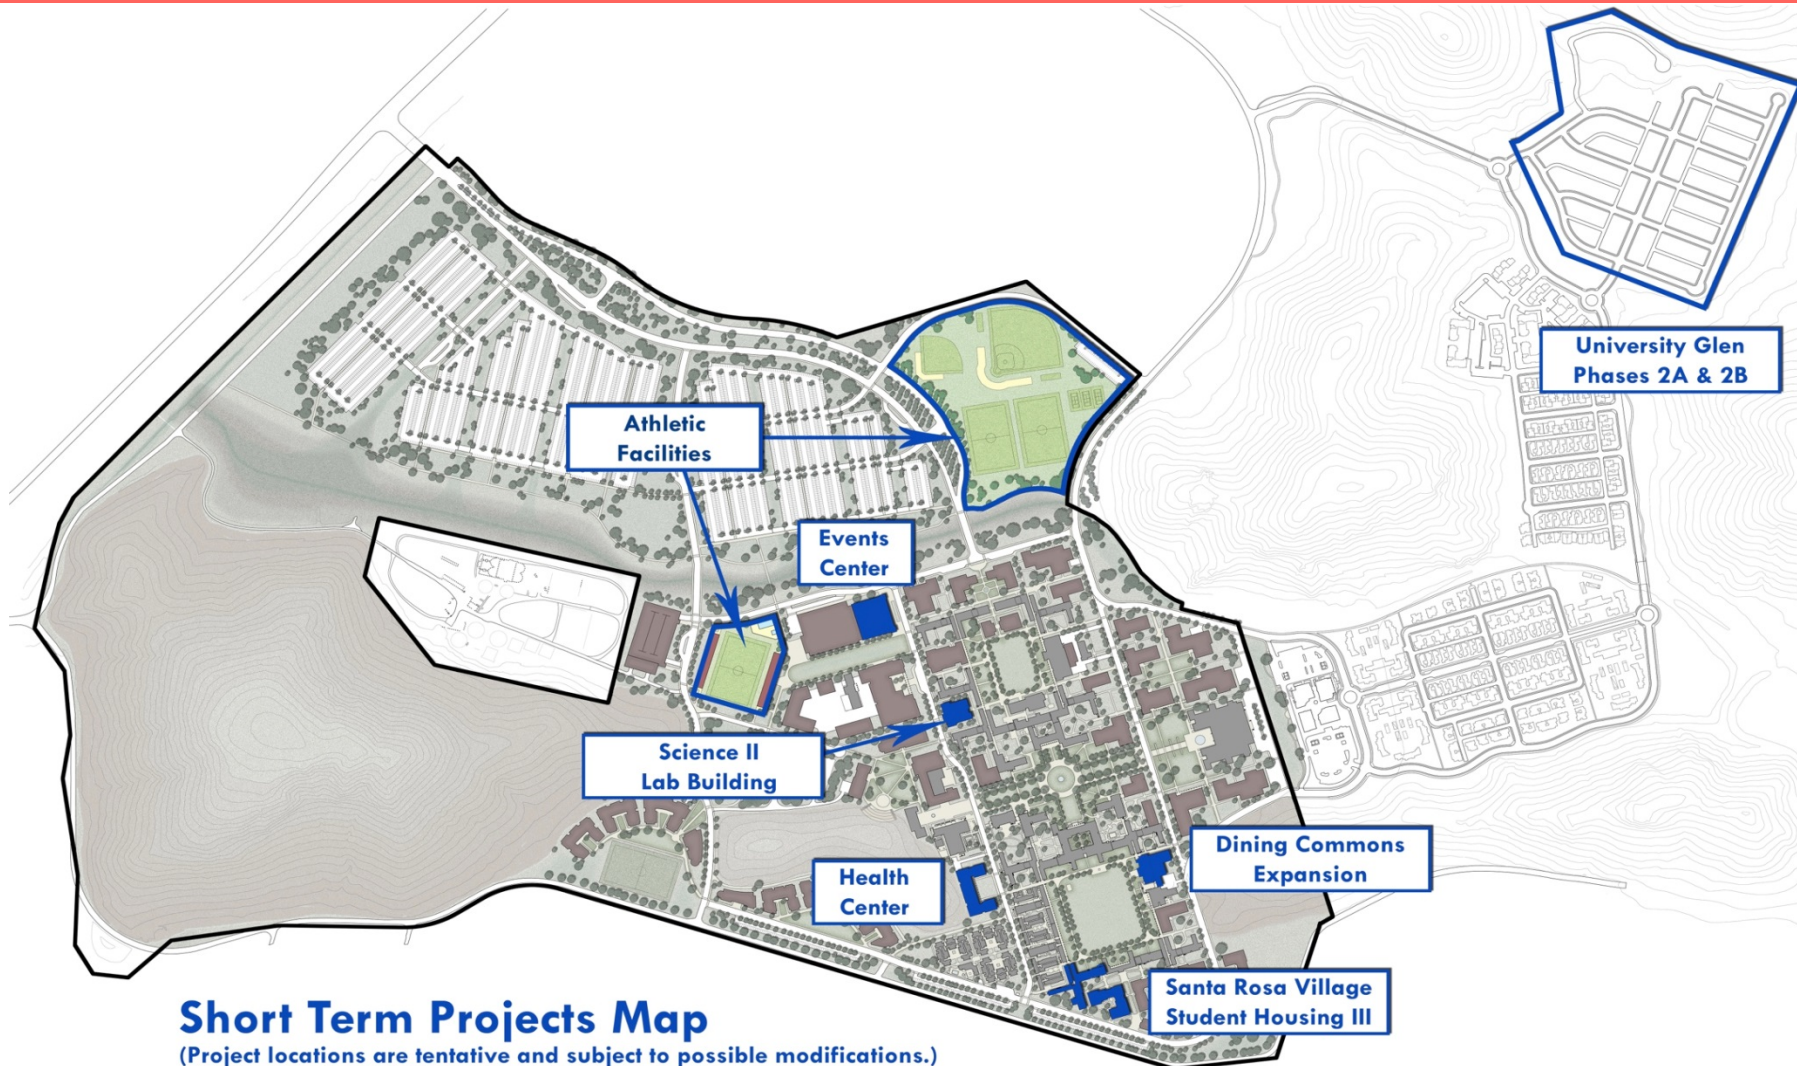 University Glen
Phases 2A & 2B
Athletic
Facilities
Events
Center
Science II
Lab Building
Dining Commons
Expansion
Health
Center
Santa Rosa Village
Student Housing III
Short Term Projects Map
(Project locations are tentative and subject to possible modifications.)